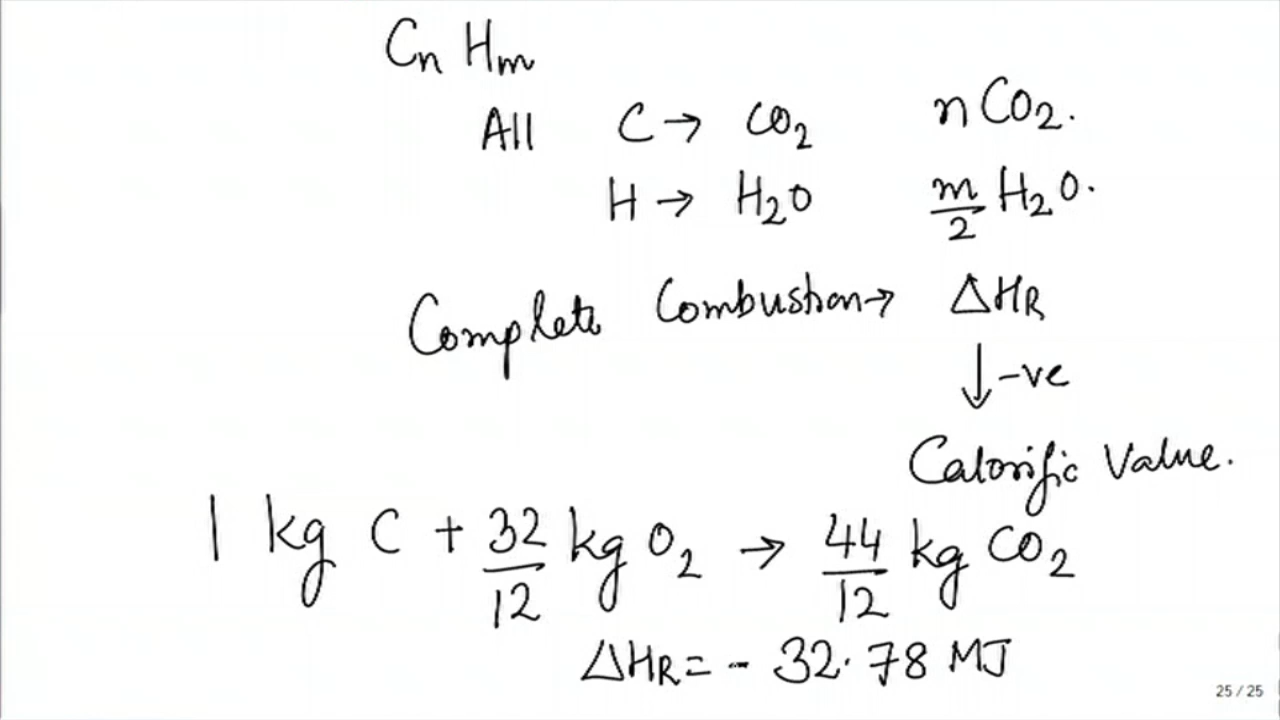 Cn Hm
All C → CO2 nCO2.
H → H2O m/2 H2O.
Complete Combustion → ΔHR
↓ -ve
Calorific Value.
1 kg C + 32/12 kg O2 → 44/12 kg CO2
ΔHR = - 32.78 MJ
25 / 25